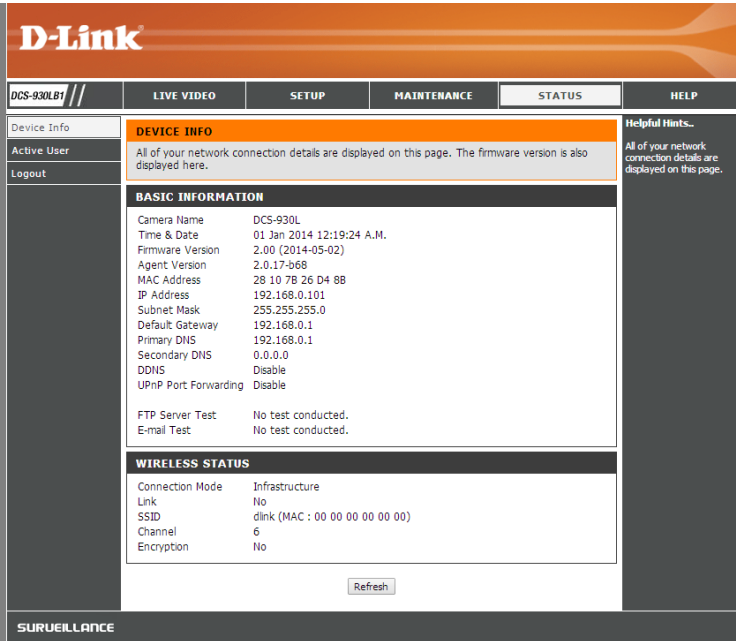 D-Link
DCS-930LB1 // LIVE VIDEO SETUP MAINTENANCE STATUS HELP
Device Info
Active User
Logout
DEVICE INFO
All of your network connection details are displayed on this page. The firmware version is also
displayed here.
BASIC INFORMATION
Camera Name DCS-930L
Time & Date 01 Jan 2014 12:19:24 A.M.
Firmware Version 2.00 (2014-05-02)
Agent Version 2.0.17-b68
MAC Address 28 10 7B 26 D4 8B
IP Address 192.168.0.101
Subnet Mask 255.255.255.0
Default Gateway 192.168.0.1
Primary DNS 192.168.0.1
Secondary DNS 0.0.0.0
DDNS Disable
UPnP Port Forwarding Disable
FTP Server Test No test conducted.
E-mail Test No test conducted.
WIRELESS STATUS
Connection Mode Infrastructure
Link No
SSID dlink (MAC : 00 00 00 00 00 00)
Channel 6
Encryption No
Refresh
Helpful Hints..
All of your network
connection details are
displayed on this page.
SURVEILLANCE